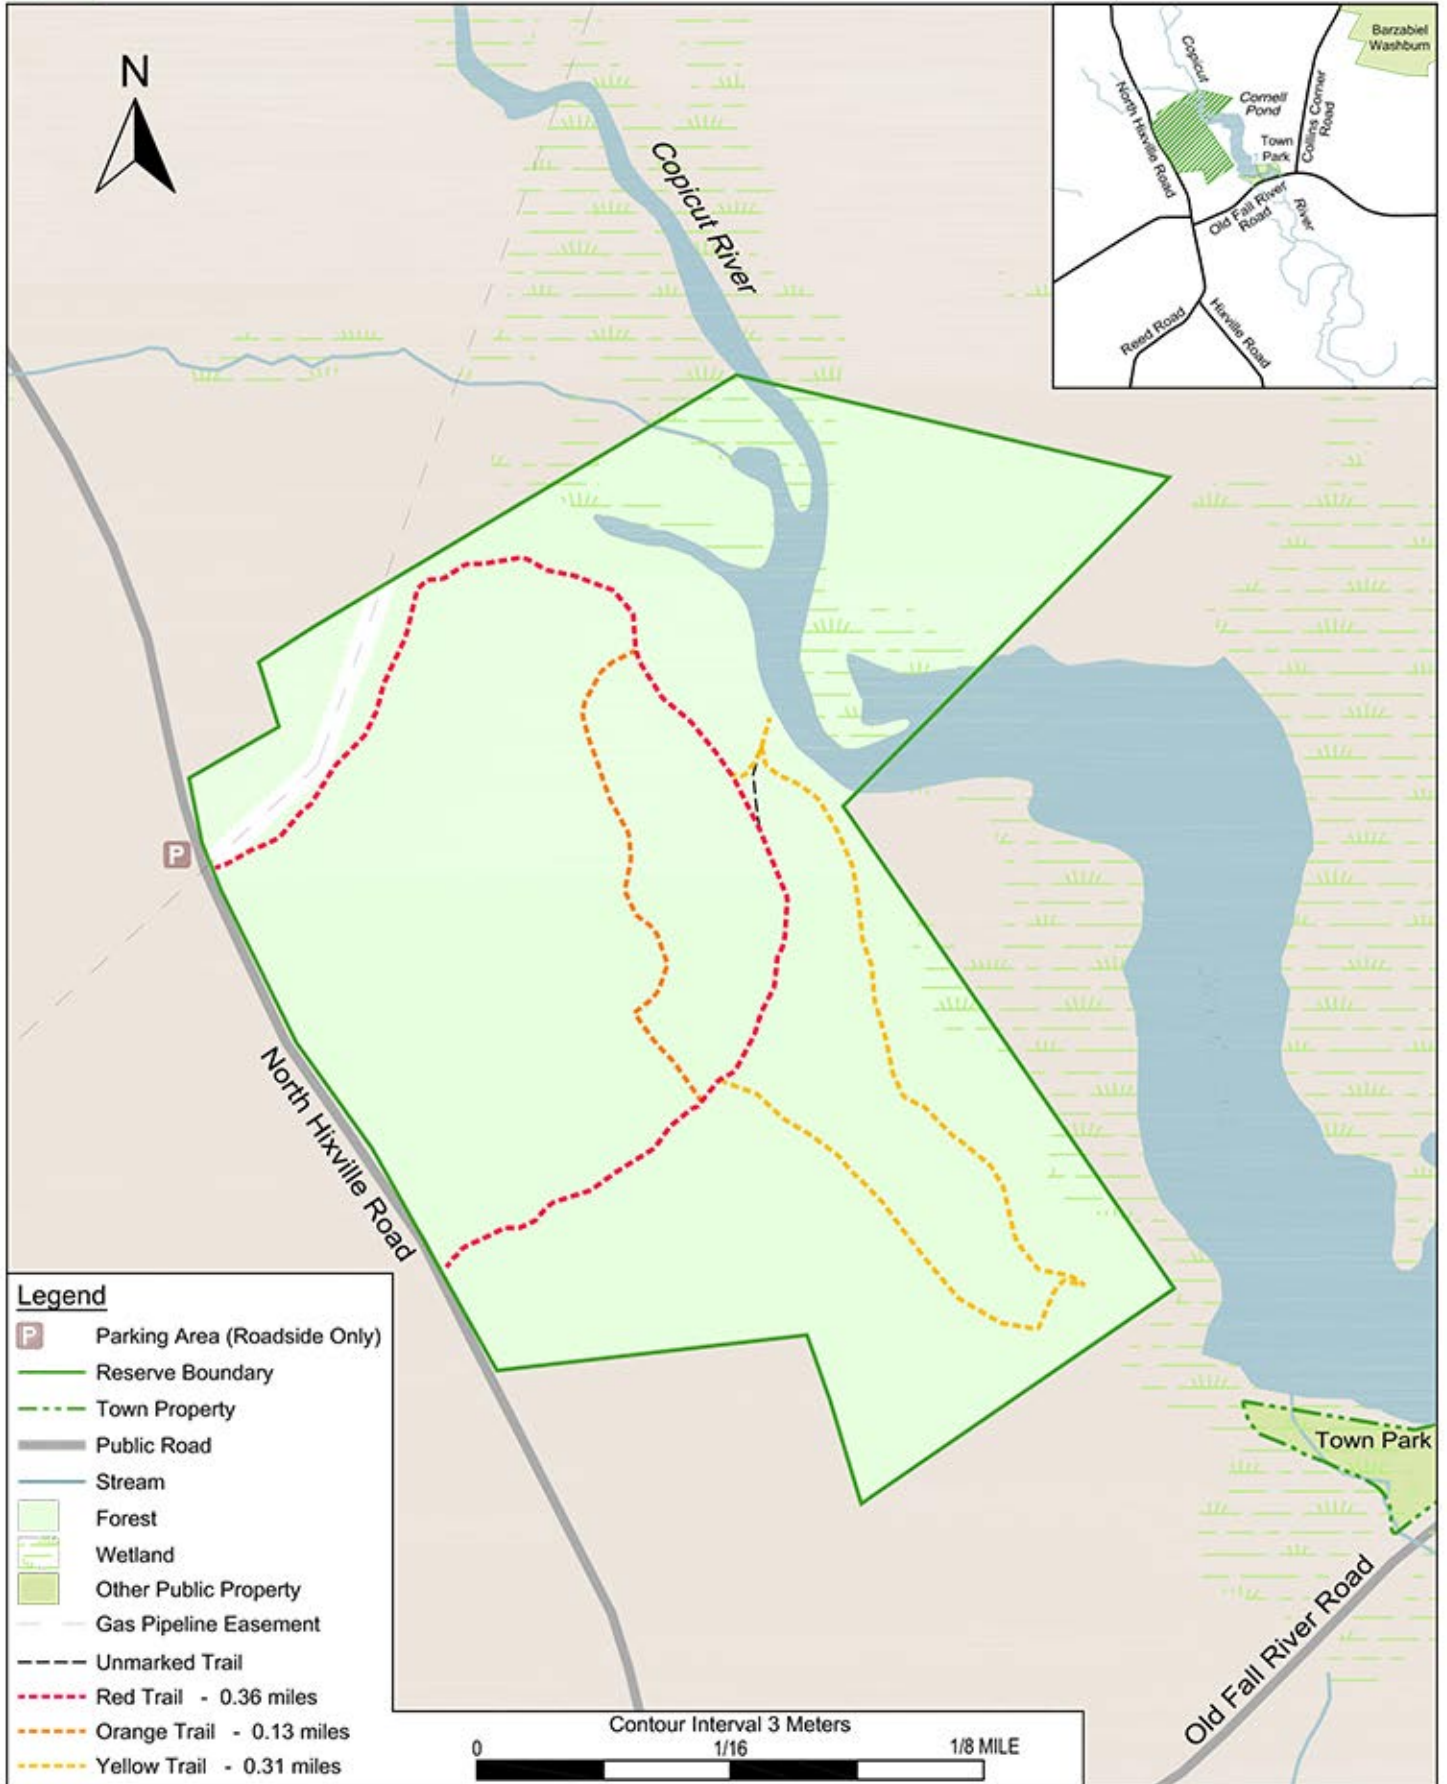 N
Copicut River
Copicut
Barzabiel
Washburn
North Hixville Road
Cornell
Pond
Collins Corner
Road
Town
Park
Old Fall River
Road
River
Reed Road
Hixville Road
P
North Hixville Road
Town Park
Old Fall River Road
Legend
P Parking Area (Roadside Only)
Reserve Boundary
Town Property
Public Road
Stream
Forest
Wetland
Other Public Property
Gas Pipeline Easement
Unmarked Trail
Red Trail - 0.36 miles
Orange Trail - 0.13 miles
Yellow Trail - 0.31 miles
Contour Interval 3 Meters
0 1/16 1/8 MILE